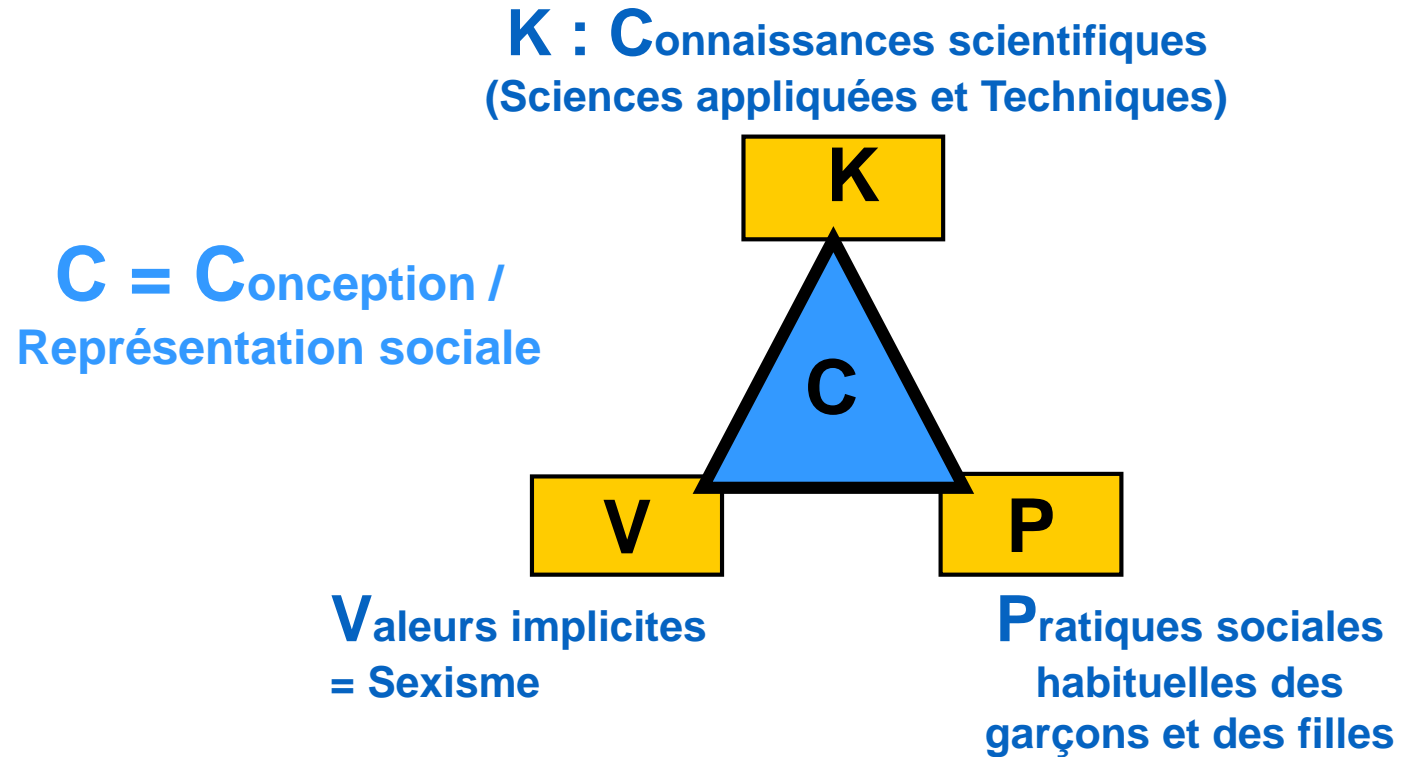 K : Connaissances scientifiques
(Sciences appliquées et Techniques)
K
C = Conception /
Représentation sociale
C
V
P
Valeurs implicites
= Sexisme
Pratiques sociales
habituelles des
garçons et des filles